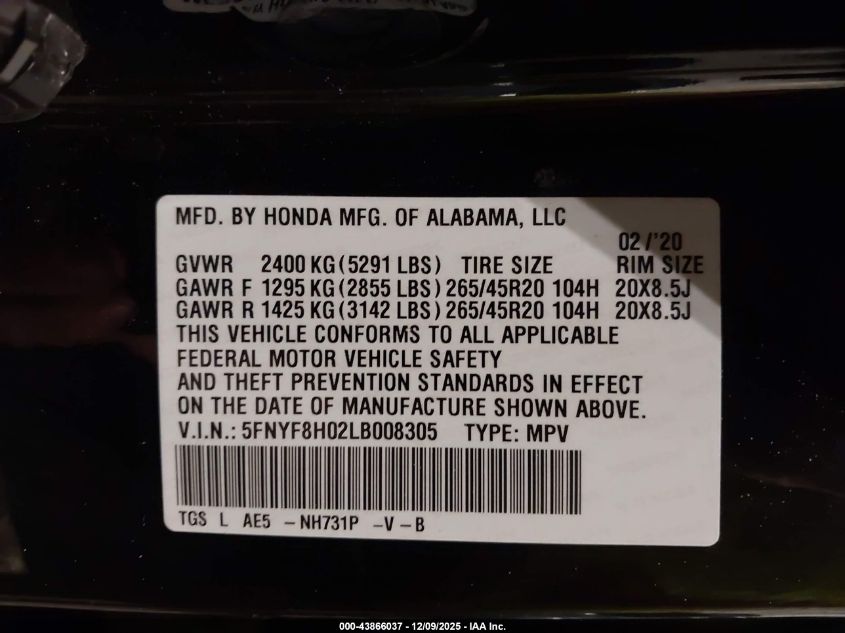 MFD. BY HONDA MFG. OF ALABAMA, LLC
02/'20
GVWR 2400 KG (5291 LBS) TIRE SIZE RIM SIZE
GAWR F 1295 KG (2855 LBS) 265/45R20 104H 20X8.5J
GAWR R 1425 KG (3142 LBS) 265/45R20 104H 20X8.5J
THIS VEHICLE CONFORMS TO ALL APPLICABLE
FEDERAL MOTOR VEHICLE SAFETY
AND THEFT PREVENTION STANDARDS IN EFFECT
ON THE DATE OF MANUFACTURE SHOWN ABOVE.
V.I.N.: 5FNYF8H02LB008305 TYPE: MPV
TGS L AE5 -NH731P -V -B
000-43866037 - 12/09/2025 - IAA Inc.